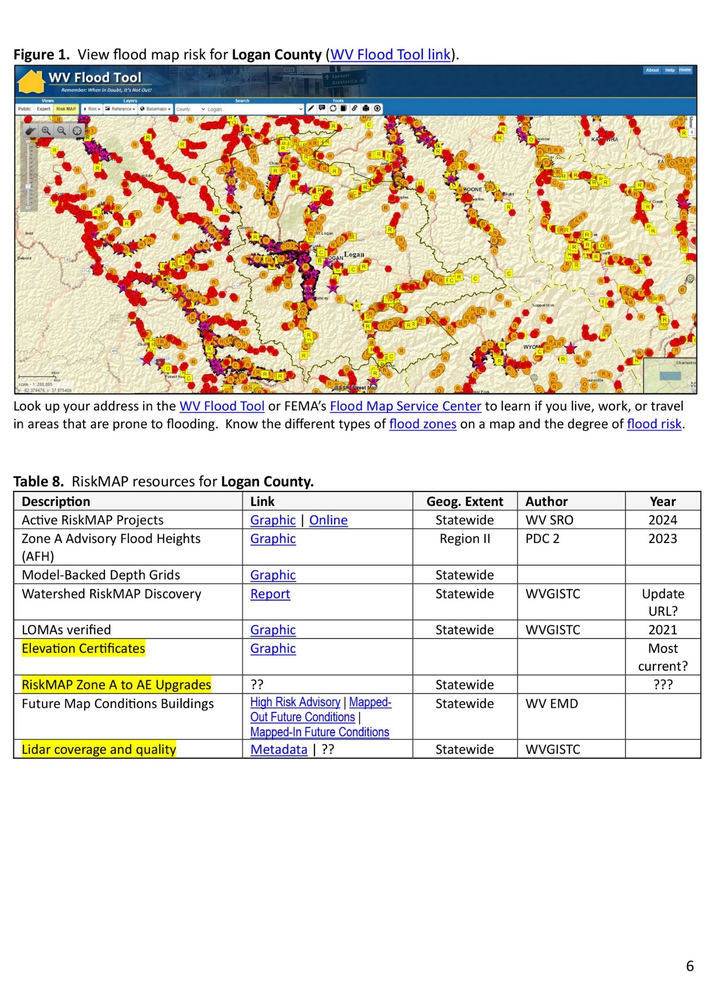 Figure 1.  View flood map risk for Logan County (WV Flood Tool link).
WV Flood Tool
Remember: When In Doubt, It's Not Out!
Spencer
Grantsville
About Help Home
Views Layers Search Tools
Public Expert Risk MAP Risk Reference Basemaps County Logan
Show
KANAWHA
BOONE
Inez
Debord
Logan
Kopperston
Charleston
17
119
1714
468
85
99
97
6km
4mi
scale - 1: 288,895
x: -82.379475, y: 37.975406
@ESRI Street Map
Look up your address in the WV Flood Tool or FEMA's Flood Map Service Center to learn if you live, work, or travel
in areas that are prone to flooding.  Know the different types of flood zones on a map and the degree of flood risk.
Table 8.  RiskMAP resources for Logan County.
Description Link Geog. Extent Author Year
Active RiskMAP Projects Graphic | Online Statewide WV SRO 2024
Zone A Advisory Flood Heights Graphic Region II PDC 2 2023
(AFH)
Model-Backed Depth Grids Graphic Statewide
Watershed RiskMAP Discovery Report Statewide WVGISTC Update
URL?
LOMAs verified Graphic Statewide WVGISTC 2021
Elevation Certificates Graphic Most
current?
RiskMAP Zone A to AE Upgrades ?? Statewide ???
Future Map Conditions Buildings High Risk Advisory | Mapped- Statewide WV EMD
Out Future Conditions |
Mapped-In Future Conditions
Lidar coverage and quality Metadata | ?? Statewide WVGISTC
6